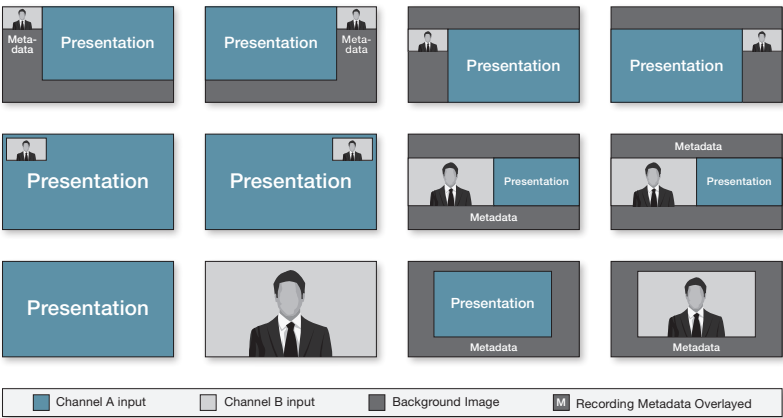 Meta-
data
Presentation
Presentation
Meta-
data
Presentation
Presentation
Presentation
Presentation
Presentation
Metadata
Metadata
Presentation
Presentation
Presentation
Metadata
Metadata
Channel A input
Channel B input
Background Image
M Recording Metadata Overlayed